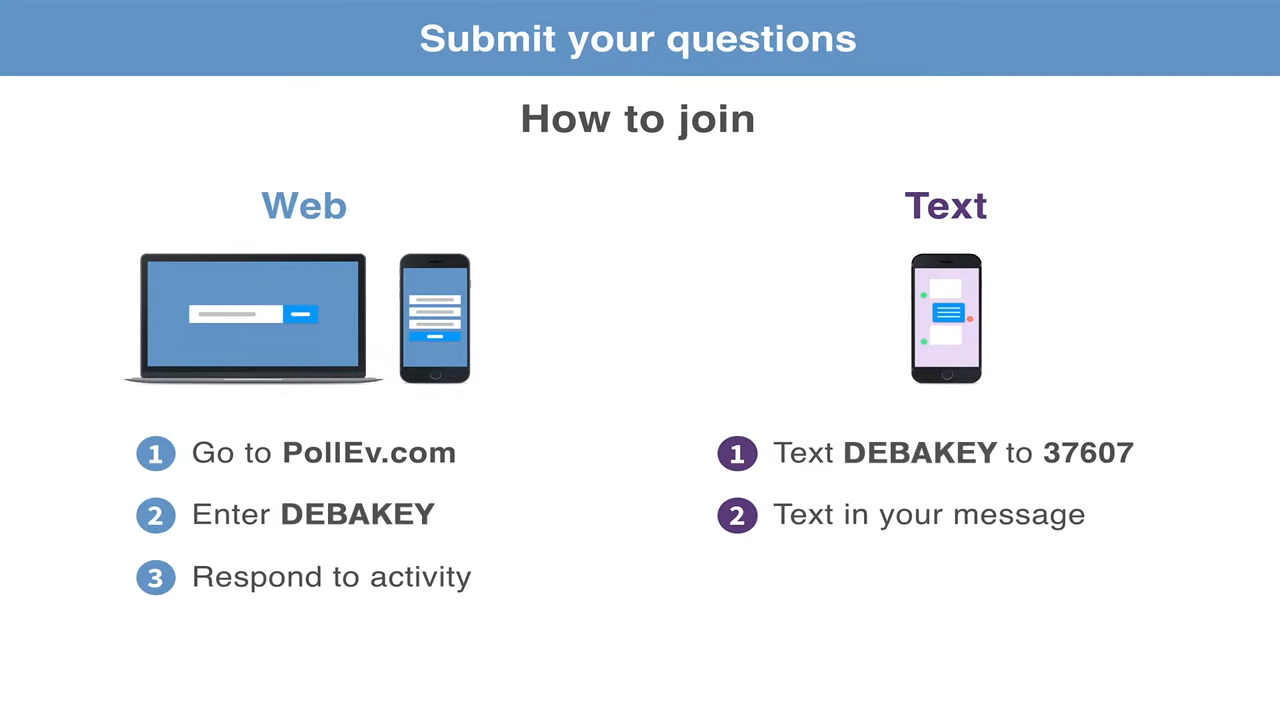 Submit your questions
How to join
Web
1 Go to PollEv.com
2 Enter DEBAKEY
3 Respond to activity
Text
1 Text DEBAKEY to 37607
2 Text in your message